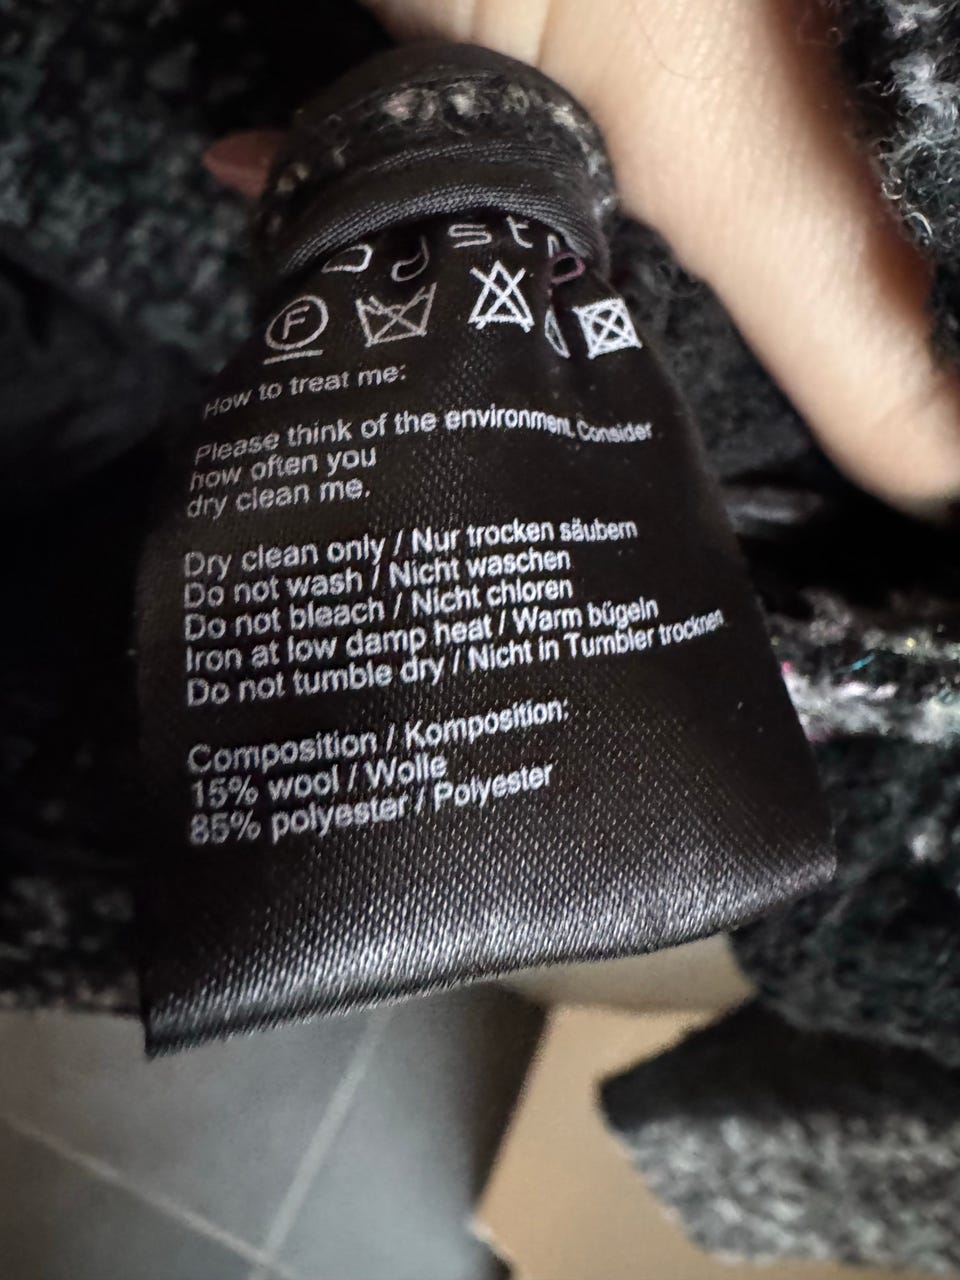 F
How to treat me:
Please think of the environment. Consider
how often you
dry clean me.
Dry clean only / Nur trocken säubern
Do not wash / Nicht waschen
Do not bleach / Nicht chloren
Iron at low damp heat / Warm bügeln
Do not tumble dry / Nicht in Tumbler trocknen
Composition / Komposition:
15% wool / Wolle
85% polyester / Polyester